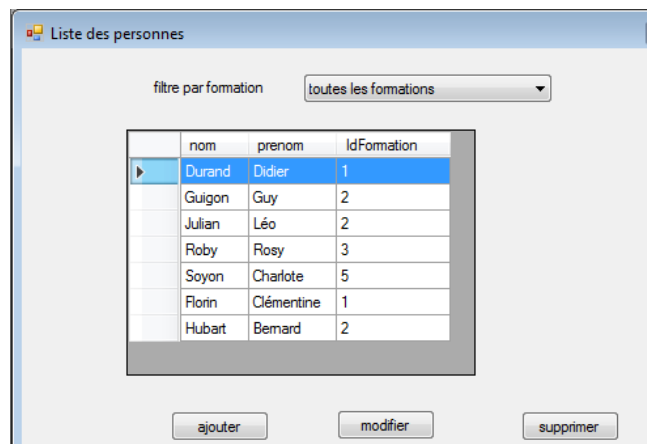 Liste des personnes
filtre par formation toutes les formations
nom prenom IdFormation
Durand Didier 1
Guigon Guy 2
Julian Léo 2
Roby Rosy 3
Soyon Charlote 5
Florin Clémentine 1
Hubart Bernard 2
ajouter modifier supprimer